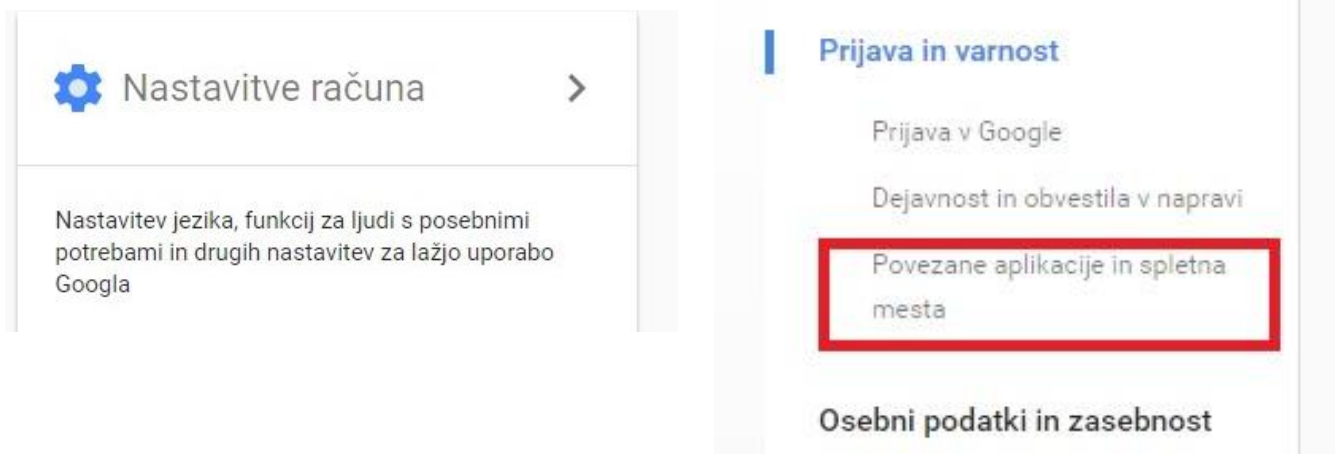 Nastavitve računa
Nastavitev jezika, funkcij za ljudi s posebnimi
potrebami in drugih nastavitev za lažjo uporabo
Googla
Prijava in varnost
Prijava v Google
Dejavnost in obvestila v napravi
Povezane aplikacije in spletna
mesta
Osebni podatki in zasebnost